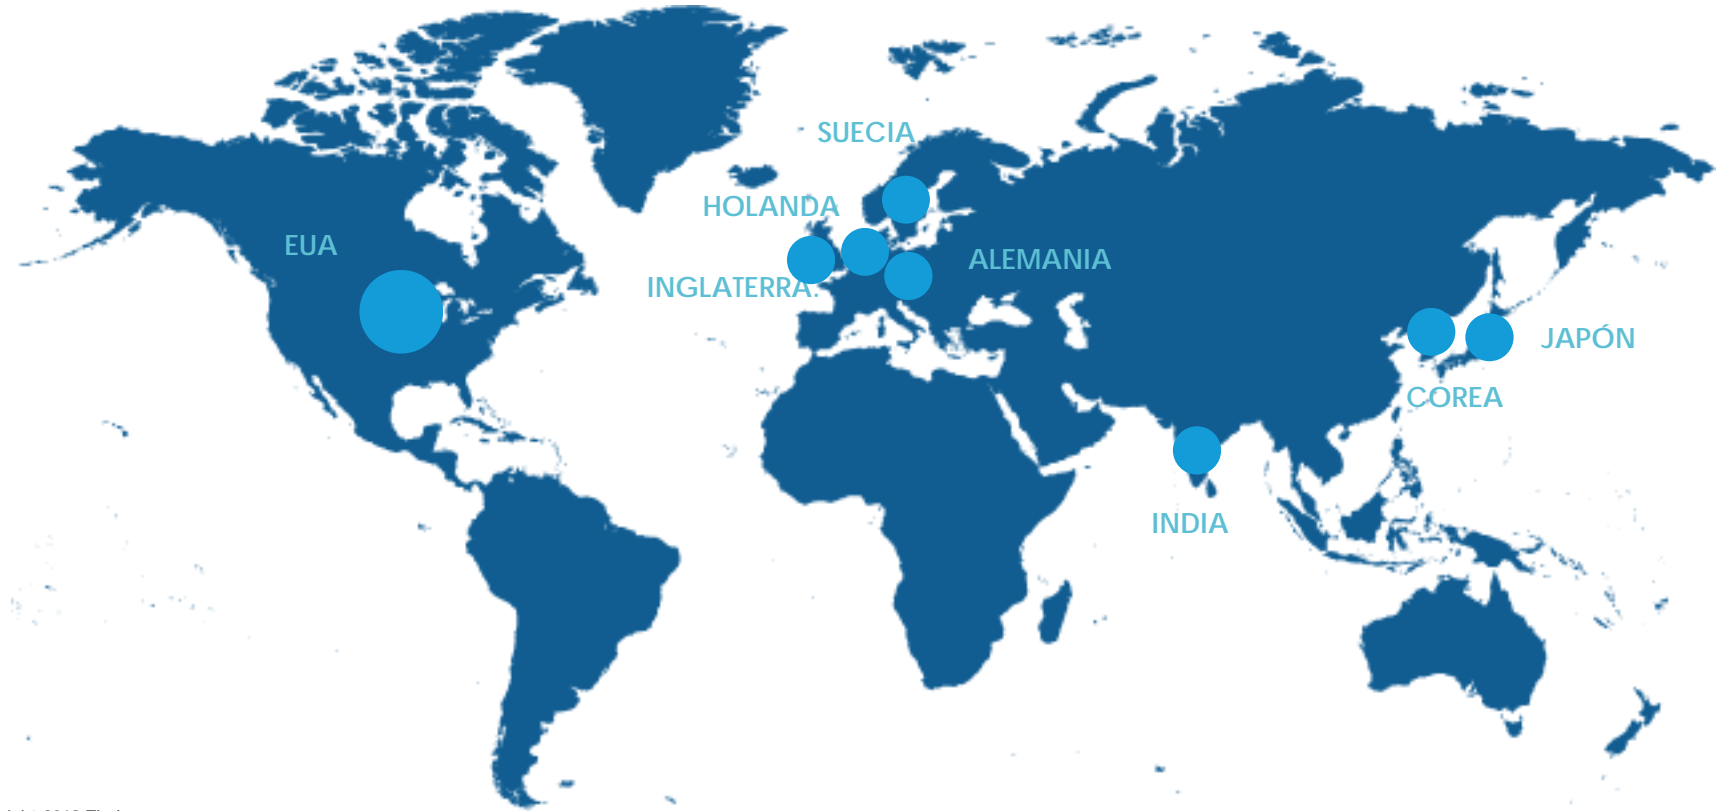 SUECIA
HOLANDA
EUA
ALEMANIA
INGLATERRA.
JAPÓN
COREA
INDIA